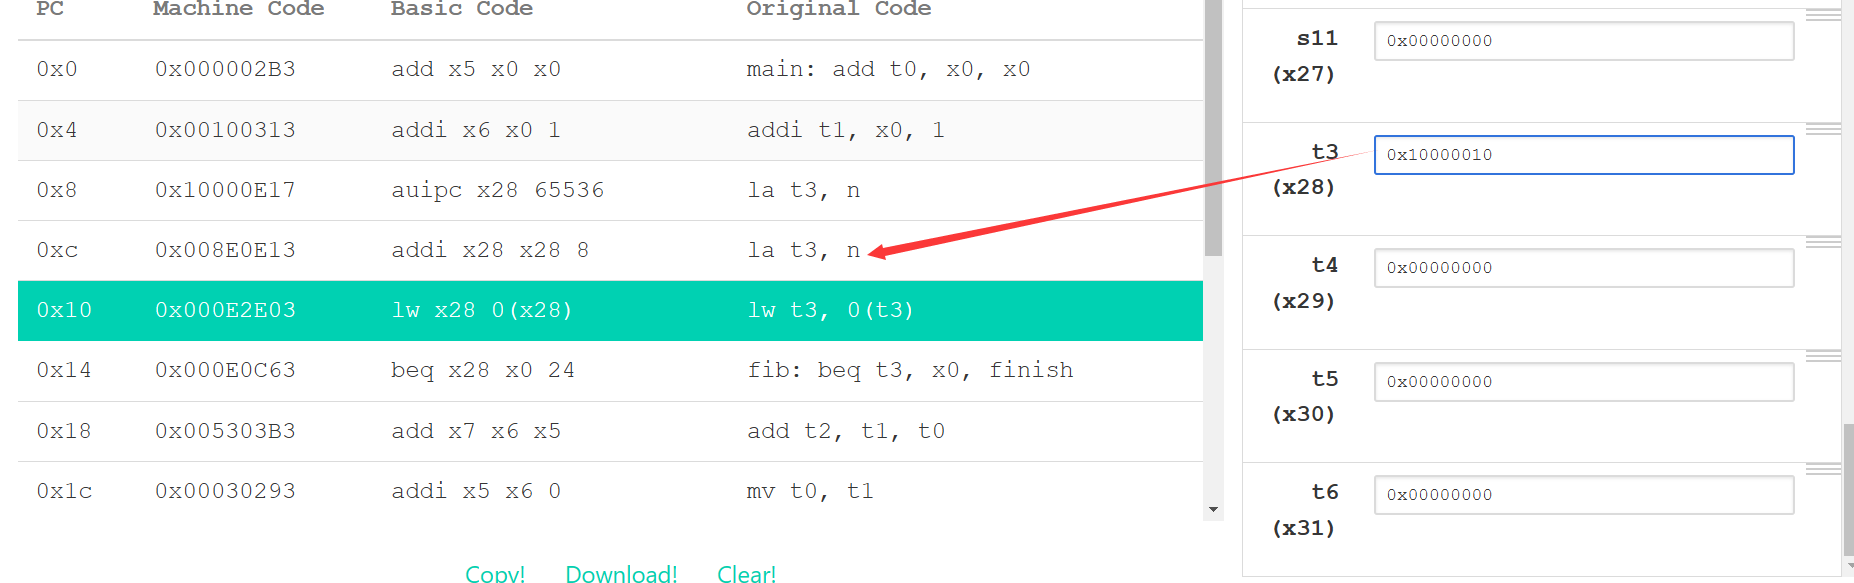 PC Machine Code Basic Code Original Code
0x0 0x000002B3 add x5 x0 x0 main: add t0, x0, x0
0x4 0x00100313 addi x6 x0 1 addi t1, x0, 1
0x8 0x10000E17 auipc x28 65536 la t3, n
0xc 0x008E0E13 addi x28 x28 8 la t3, n
0x10 0x000E2E03 lw x28 0(x28) lw t3, 0(t3)
0x14 0x000E0C63 beq x28 x0 24 fib: beq t3, x0, finish
0x18 0x005303B3 add x7 x6 x5 add t2, t1, t0
0x1c 0x00030293 addi x5 x6 0 mv t0, t1
Copy! Download! Clear!
s11 0x00000000
(x27)
t3 0x10000010
(x28)
t4 0x00000000
(x29)
t5 0x00000000
(x30)
t6 0x00000000
(x31)